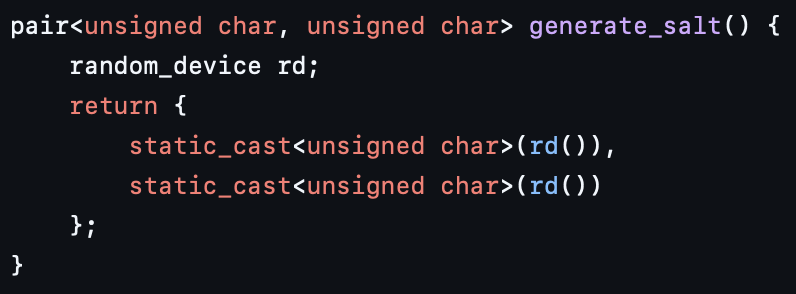 pair<unsigned char, unsigned char> generate_salt() {
    random_device rd;
    return {
        static_cast<unsigned char>(rd()),
        static_cast<unsigned char>(rd())
    };
}